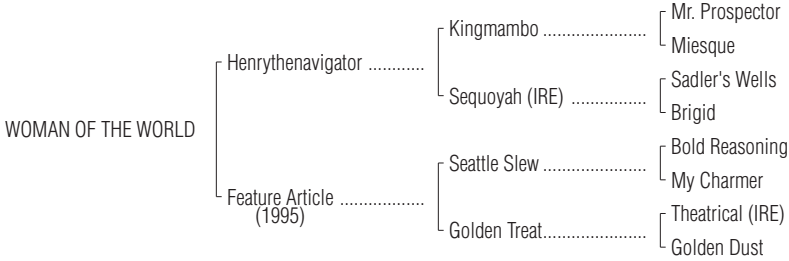 Mr. Prospector
Kingmambo ......................
Miesque
Henrythenavigator ............
Sadler's Wells
Sequoyah (IRE) ................
Brigid
WOMAN OF THE WORLD
Bold Reasoning
Seattle Slew ......................
My Charmer
Feature Article ..................
(1995)
Theatrical (IRE)
Golden Treat......................
Golden Dust